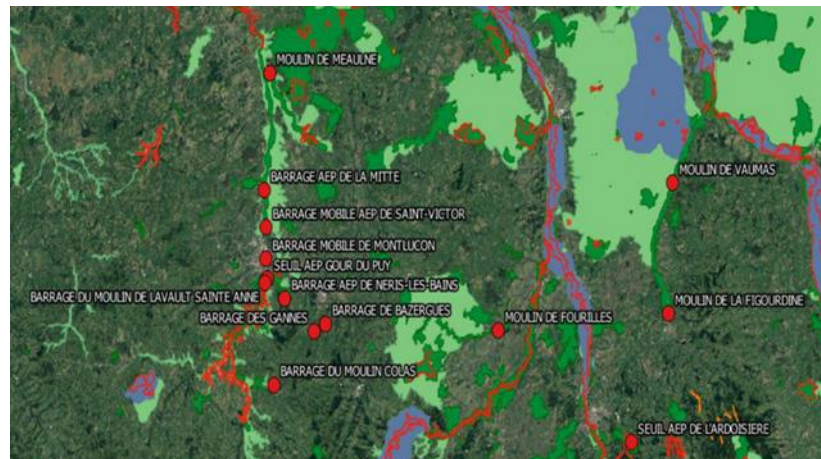 MOULIN DE MEAULNE
BARRAGE AEP DE LA MITTE
MOULIN DE VAUMAS
BARRAGE MOBILE AEP DE SAINT-VICTOR
BARRAGE MOBILE DE MONTLUCON
SEUIL AEP GOUR DU PUY
BARRAGE DU MOULIN DE LAVAULT SAINTE ANNE
BARRAGE AEP DE NERIS-LES_BAINS
BARRAGE DES GANNES
BARRAGE DE BAZERGUES
MOULIN DE FOURILLES
MOULIN DE LA FIGOURDINE
BARRAGE DU MOULIN COLAS
SEUIL AEP DE L'ARDOISIERE